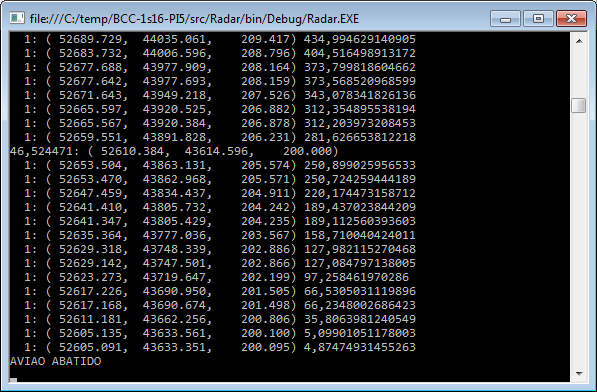 file:///C:/temp/BCC-1s16-PI5/src/Radar/bin/Debug/Radar.EXE
1: ( 52689.729, 44035.061, 209.417) 434,994629140905
1: ( 52683.732, 44006.596, 208.796) 404,516498913172
1: ( 52677.688, 43977.909, 208.164) 373,799818604662
1: ( 52677.642, 43977.693, 208.159) 373,568520968599
1: ( 52671.643, 43949.218, 207.526) 343,078341826136
1: ( 52665.597, 43920.525, 206.882) 312,354895538194
1: ( 52665.567, 43920.384, 206.878) 312,203973208453
1: ( 52659.551, 43891.828, 206.231) 281,626653812218
46,524471: ( 52610.384, 43614.596, 200.000)
1: ( 52653.504, 43863.131, 205.574) 250,899025956533
1: ( 52653.470, 43862.968, 205.571) 250,724259444189
1: ( 52647.459, 43834.437, 204.911) 220,174473158712
1: ( 52641.410, 43805.732, 204.242) 189,437023844209
1: ( 52641.347, 43805.429, 204.235) 189,112560393603
1: ( 52635.364, 43777.036, 203.567) 158,710040424011
1: ( 52629.318, 43748.339, 202.886) 127,982115270468
1: ( 52629.142, 43747.501, 202.866) 127,084797138005
1: ( 52623.273, 43719.647, 202.199) 97,258461970286
1: ( 52617.226, 43690.950, 201.505) 66,5305031119896
1: ( 52617.168, 43690.674, 201.498) 66,2348002686423
1: ( 52611.181, 43662.256, 200.806) 35,8063981240549
1: ( 52605.135, 43633.561, 200.100) 5,09901051178003
1: ( 52605.091, 43633.351, 200.095) 4,87474931455263
AVIAO ABATIDO